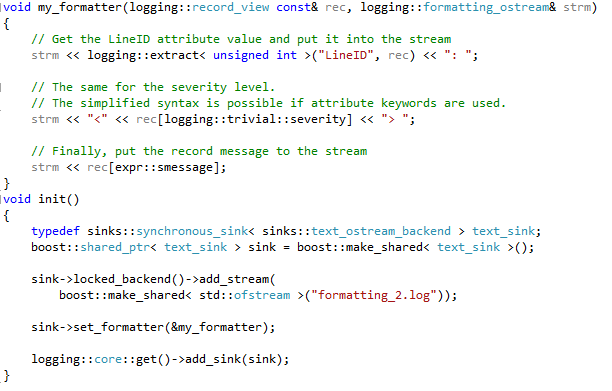 void my_formatter(logging::record_view const& rec, logging::formatting_ostream& strm)
{
    // Get the LineID attribute value and put it into the stream
    strm << logging::extract< unsigned int >("LineID", rec) << ": ";

    // The same for the severity level.
    // The simplified syntax is possible if attribute keywords are used.
    strm << "<" << rec[logging::trivial::severity] << "> ";

    // Finally, put the record message to the stream
    strm << rec[expr::smessage];
}
void init()
{
    typedef sinks::synchronous_sink< sinks::text_ostream_backend > text_sink;
    boost::shared_ptr< text_sink > sink = boost::make_shared< text_sink >();

    sink->locked_backend()->add_stream(
        boost::make_shared< std::ofstream >("formatting_2.log"));

    sink->set_formatter(&my_formatter);

    logging::core::get()->add_sink(sink);
}